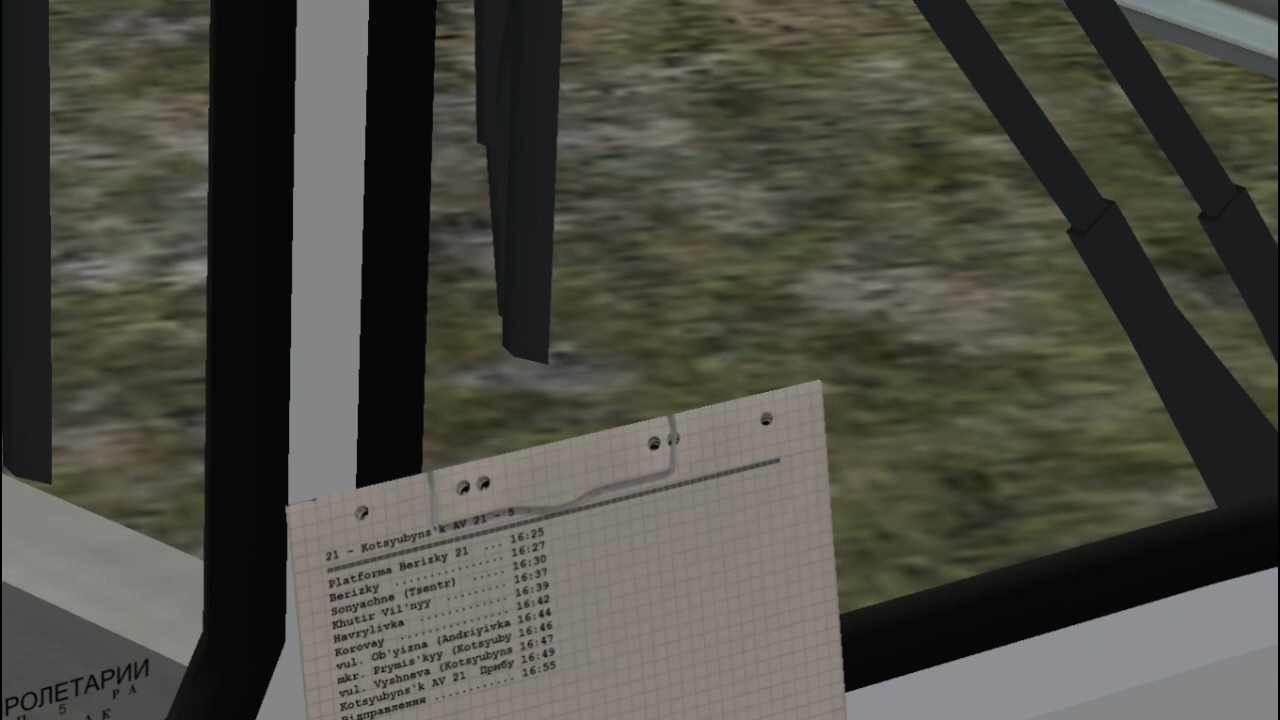 21 - Kotsyubyns'k AV 21 - 5
Platforma Berizky 21 ... 16:25
Berizky ............... 16:27
Sonyachne (Tsentr) ..... 16:30
Khutir Vil'nyy ......... 16:37
Havrylivka .......... 16:39
Korovay ............... 16:42
vul. Ob'yizna (Andriyivka 16:44
mkr. Prymis'kyy (Kotsyuby 16:46
vul. Vyshneva (Kotsyubyns 16:47
Kotsyubyns'k AV 21 Прибу 16:49
Відправлення .......... 16:55
РОЛЕТАРИИ
5 Р А
А К